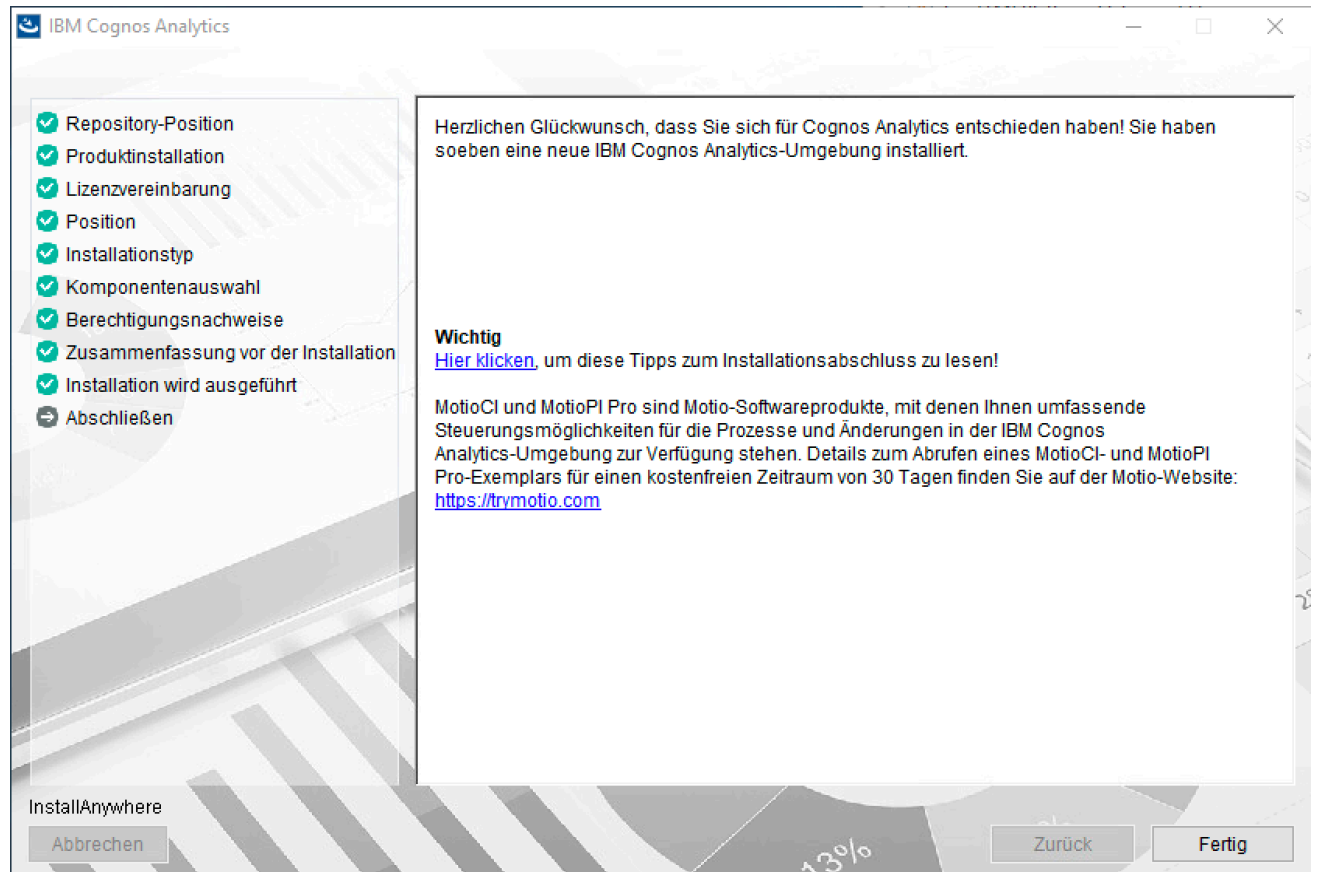 IBM Cognos Analytics
Repository-Position
Produktinstallation
Lizenzvereinbarung
Position
Installationstyp
Komponentenauswahl
Berechtigungsnachweise
Zusammenfassung vor der Installation
Installation wird ausgeführt
Abschließen
Herzlichen Glückwunsch, dass Sie sich für Cognos Analytics entschieden haben! Sie haben
soeben eine neue IBM Cognos Analytics-Umgebung installiert.
Wichtig
Hier klicken, um diese Tipps zum Installationsabschluss zu lesen!
MotioCI und MotioPI Pro sind Motio-Softwareprodukte, mit denen Ihnen umfassende
Steuerungsmöglichkeiten für die Prozesse und Änderungen in der IBM Cognos
Analytics-Umgebung zur Verfügung stehen. Details zum Abrufen eines MotioCI- und MotioPI
Pro-Exemplars für einen kostenfreien Zeitraum von 30 Tagen finden Sie auf der Motio-Website:
https://trymotio.com
InstallAnywhere
Abbrechen
13%
Zurück
Fertig